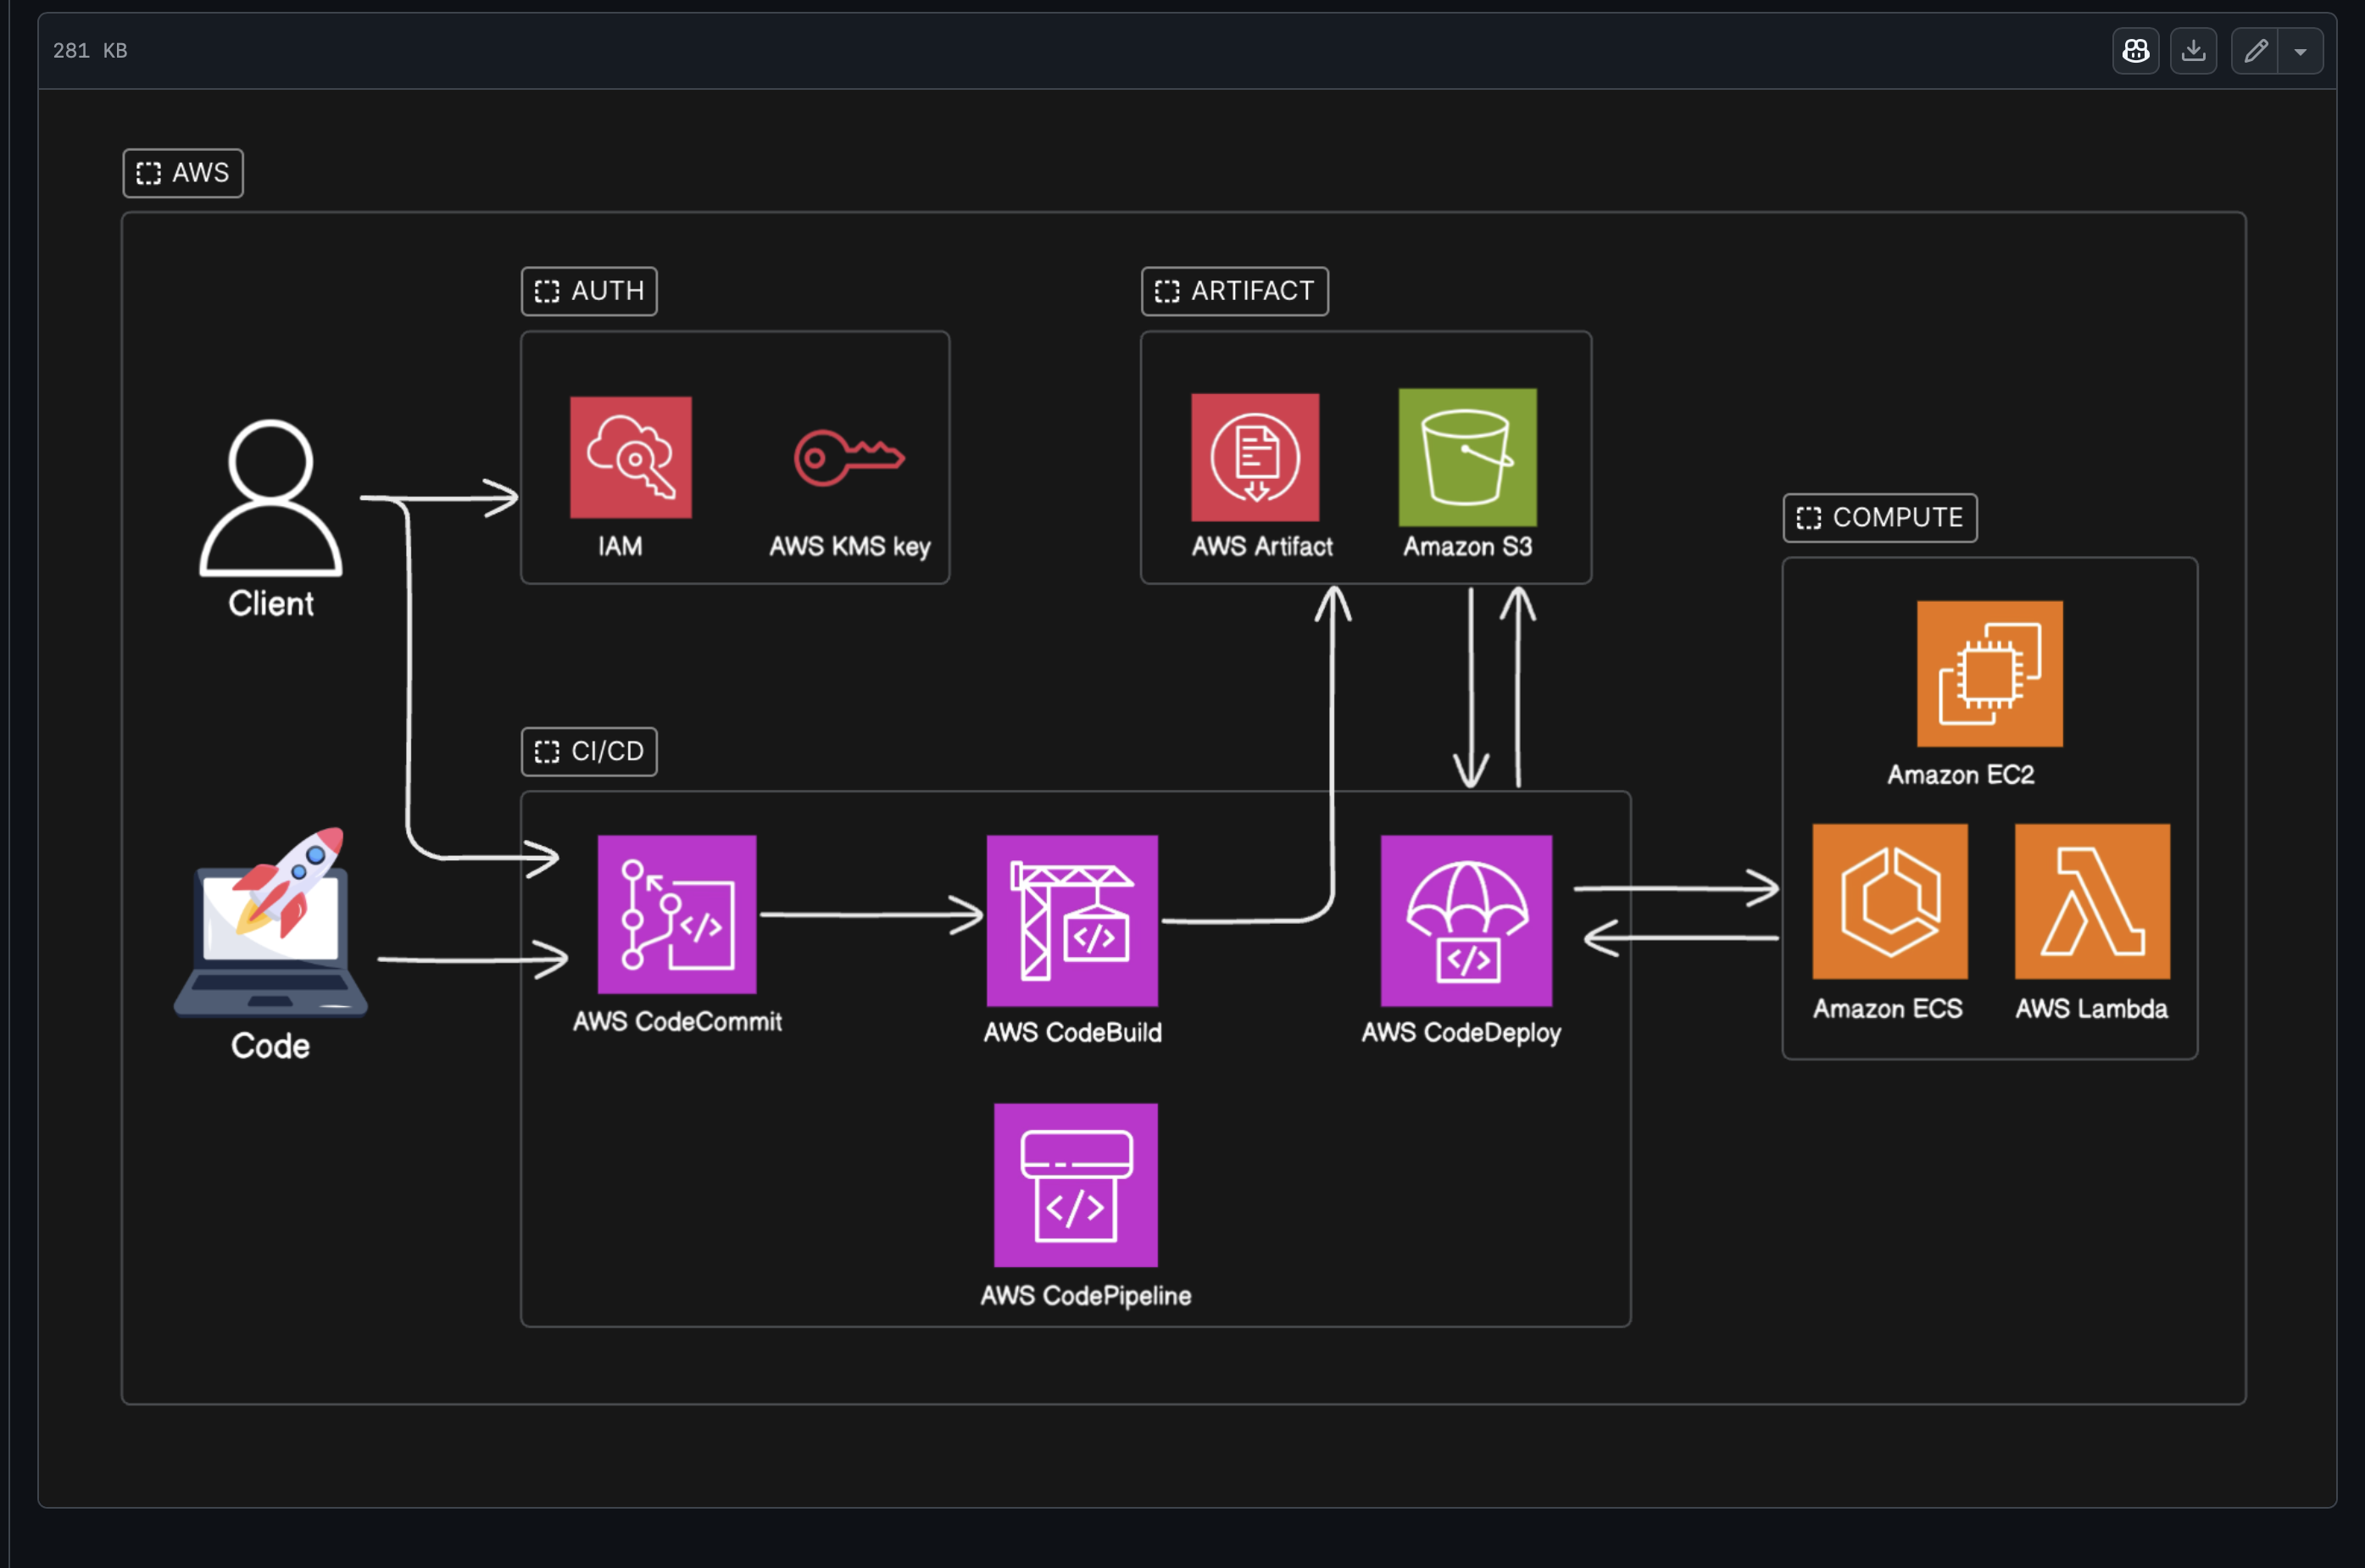 281 KB
AWS
AUTH
ARTIFACT
IAM
AWS KMS key
AWS Artifact
Amazon S3
COMPUTE
Client
Amazon EC2
CI/CD
Amazon ECS
AWS Lambda
AWS CodeCommit
AWS CodeBuild
AWS CodeDeploy
Code
AWS CodePipeline